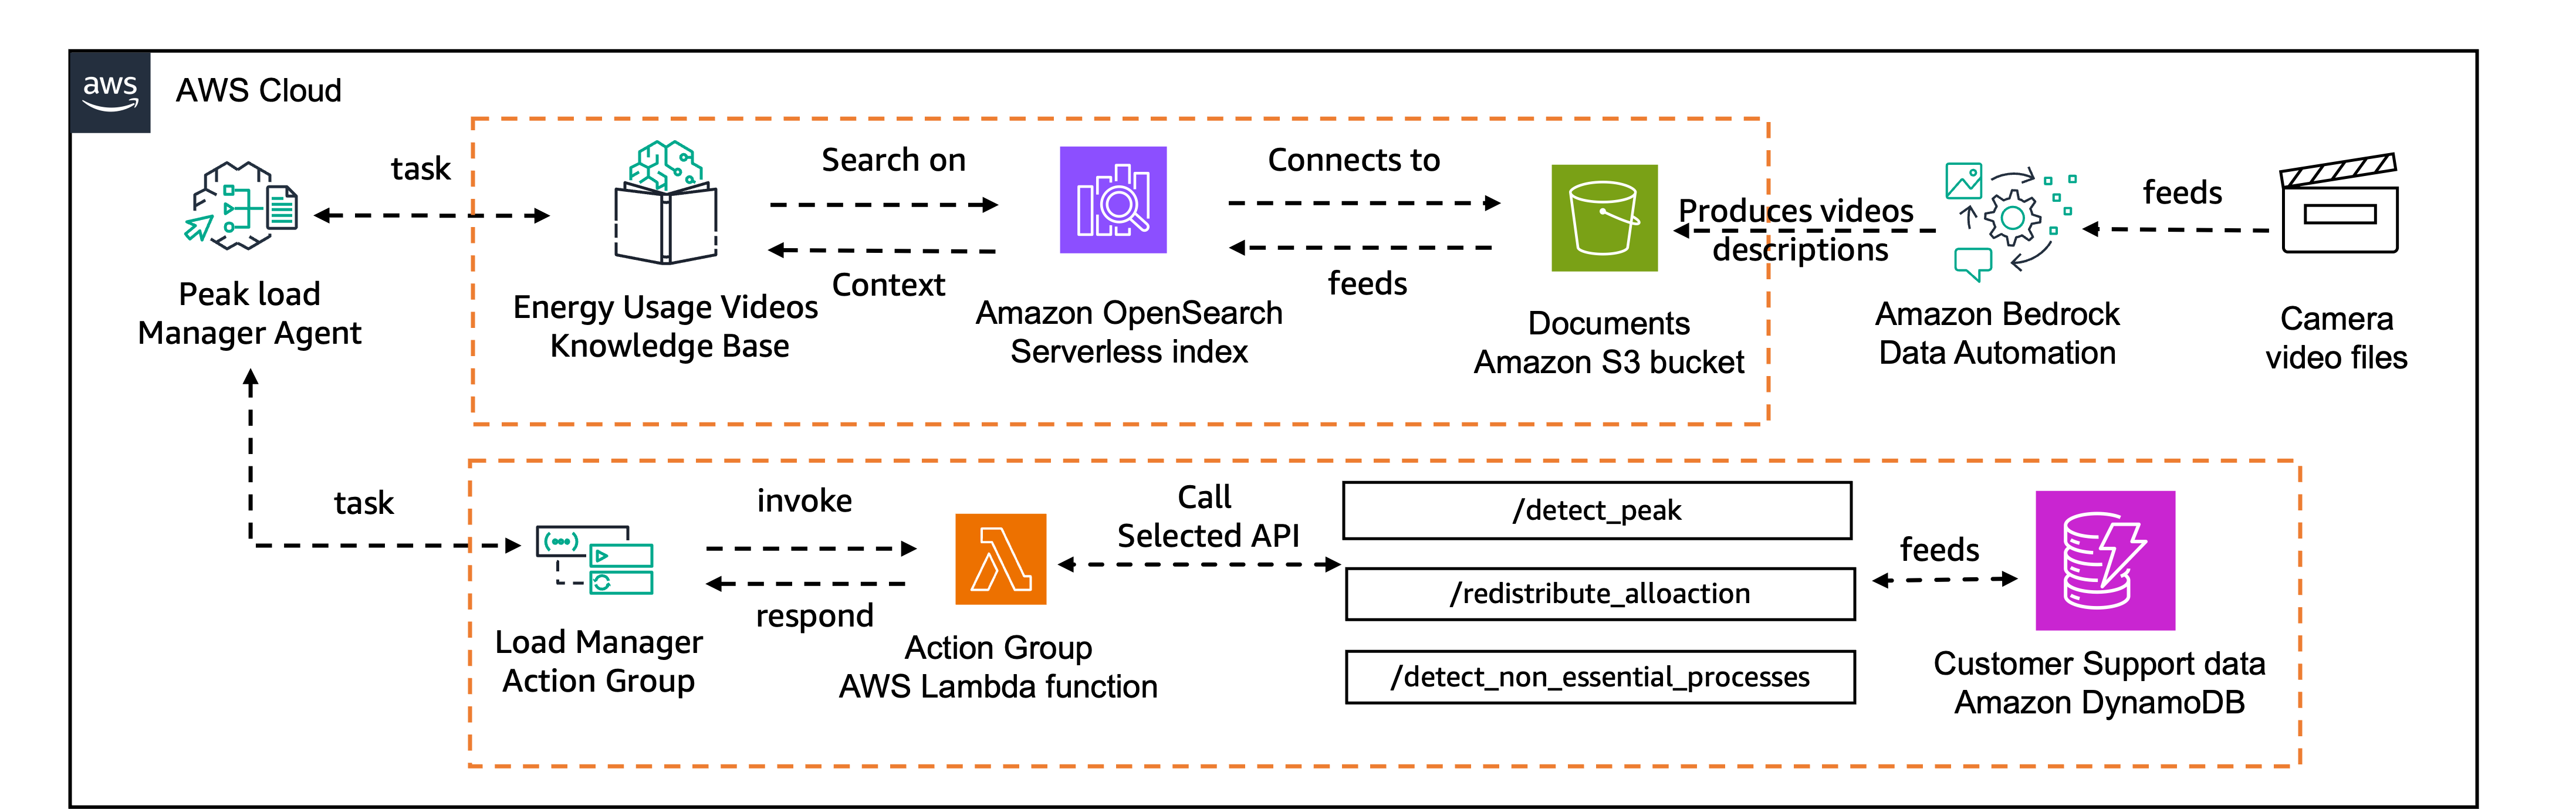 aws
AWS Cloud
task
Search on
Connects to
Produces videos
descriptions
feeds
Context
feeds
Peak load
Manager Agent
Energy Usage Videos
Knowledge Base
Amazon OpenSearch
Serverless index
Documents
Amazon S3 bucket
Amazon Bedrock
Data Automation
Camera
video files
task
invoke
respond
Call
Selected API
/detect_peak
/redistribute_alloaction
/detect_non_essential_processes
feeds
Load Manager
Action Group
Action Group
AWS Lambda function
Customer Support data
Amazon DynamoDB